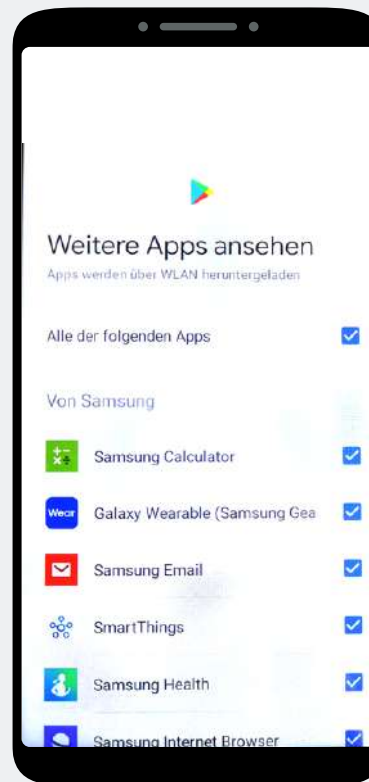 Weitere Apps ansehen
Apps werden über WLAN heruntergeladen
Alle der folgenden Apps
Von Samsung
Samsung Calculator
Wear
Galaxy Wearable (Samsung Gea
Samsung Email
SmartThings
Samsung Health
Samsung Internet Browser